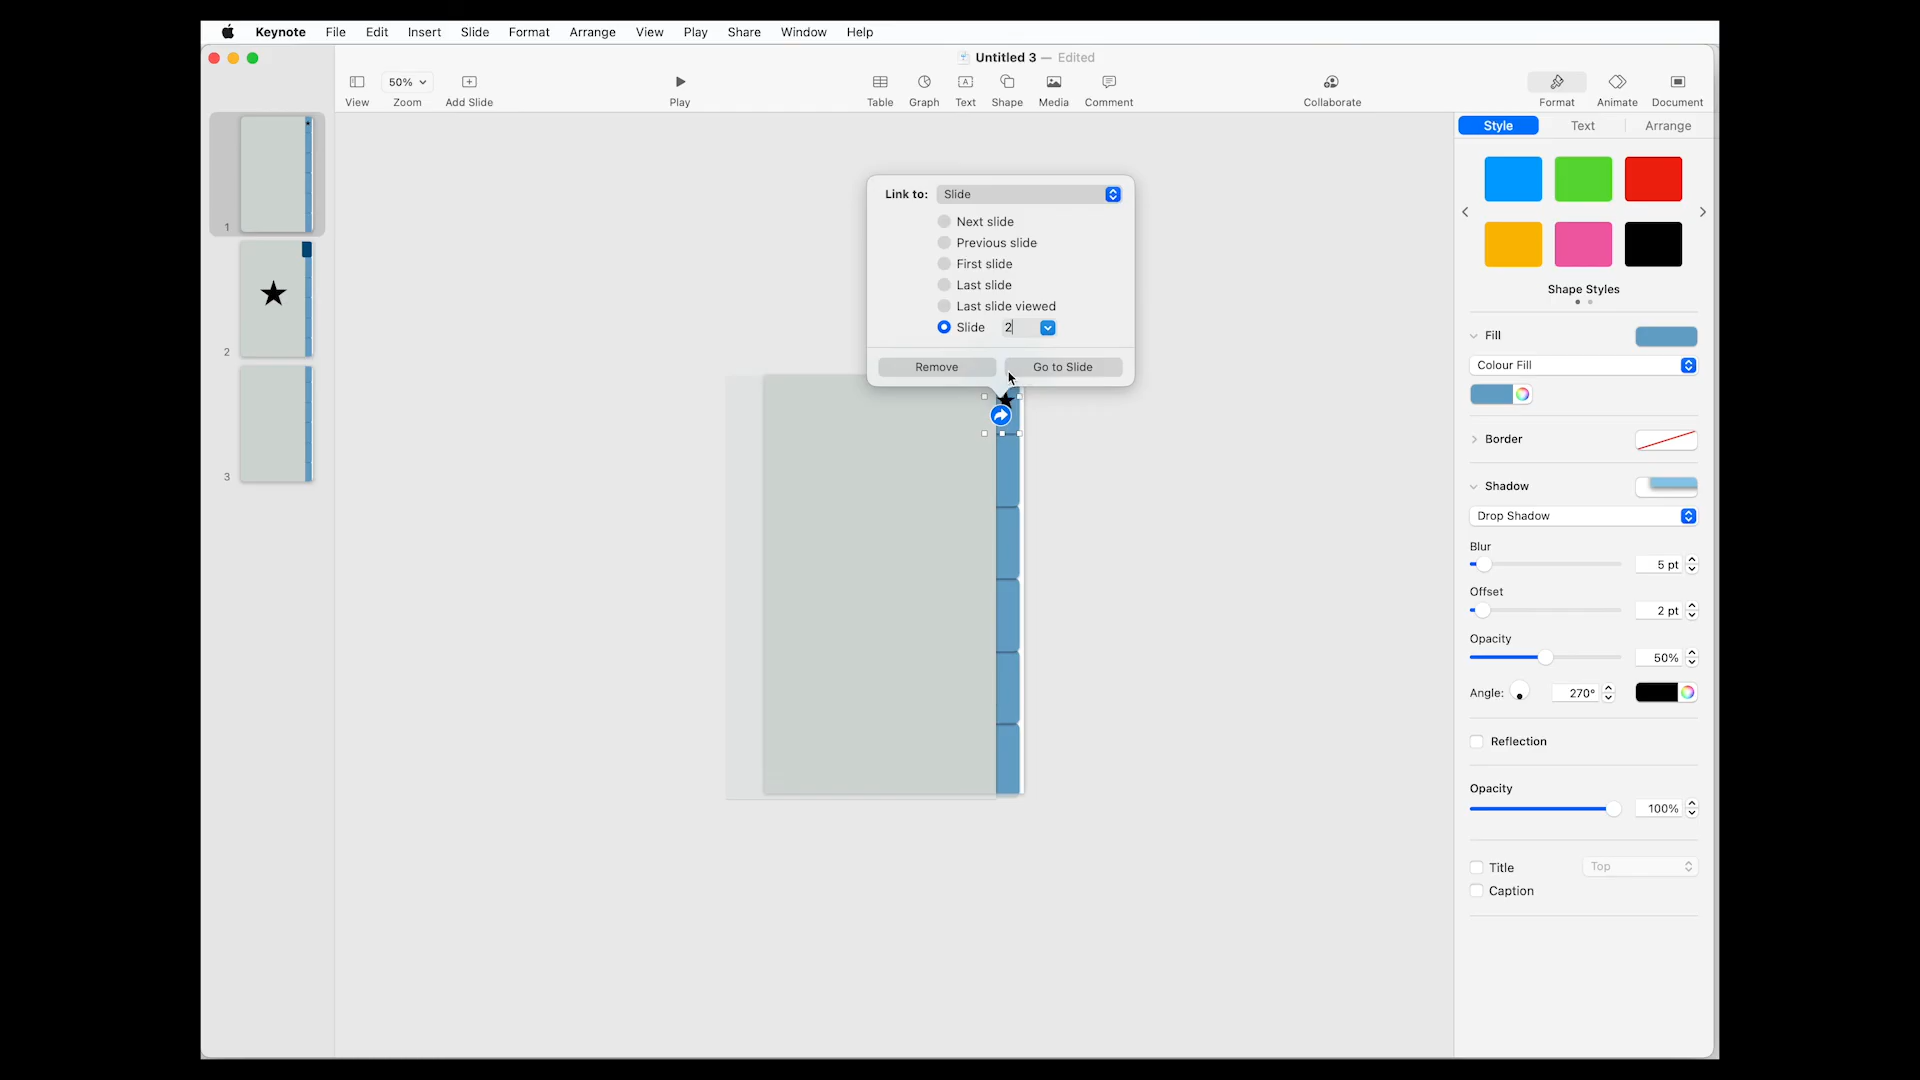 Keynote File Edit Insert Slide Format Arrange View Play Share Window Help
Untitled 3 — Edited
50%
View Zoom Add Slide Play Table Graph Text Shape Media Comment Collaborate Format Animate Document
Style Text Arrange
1
2
3
Link to: Slide
Next slide
Previous slide
First slide
Last slide
Last slide viewed
Slide 2
Remove Go to Slide
Shape Styles
Fill
Colour Fill
Border
Shadow
Drop Shadow
Blur
5 pt
Offset
2 pt
Opacity
50%
Angle: 270°
Reflection
Opacity
100%
Title Top
Caption